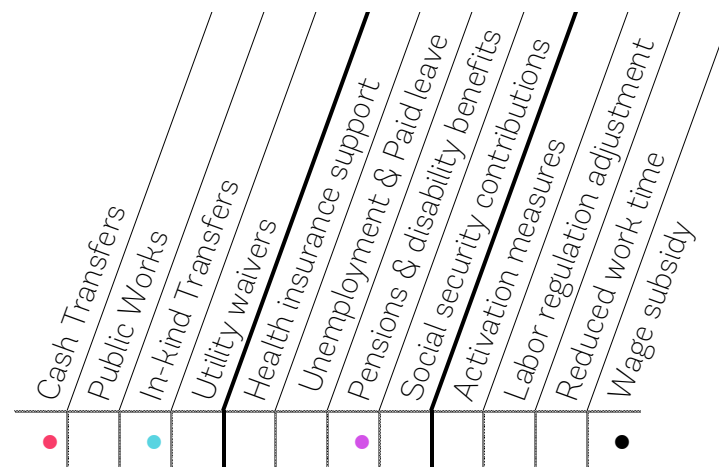 Cash Transfers
Public Works
In-kind Transfers
Utility waivers
Health insurance support
Unemployment & Paid leave
Pensions & disability benefits
Social security contributions
Activation measures
Labor regulation adjustment
Reduced work time
Wage subsidy